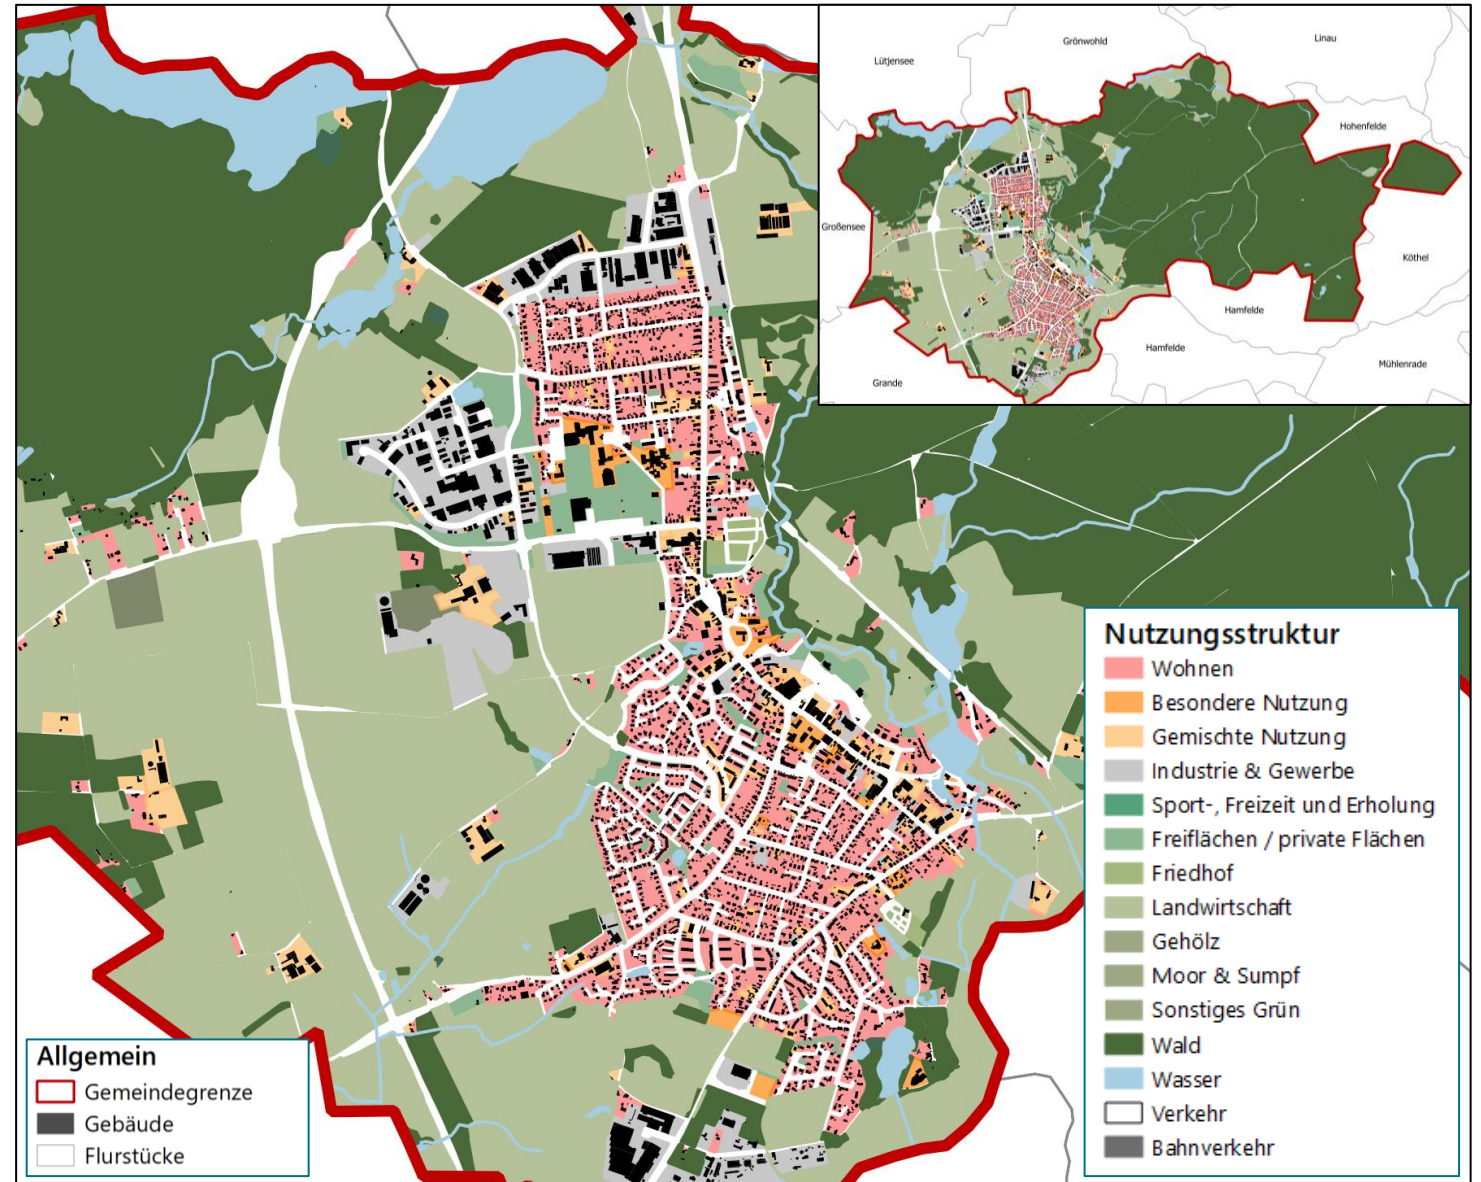 Lütjensee
Grönwohld
Linau
Hohenfelde
Großensee
Köthel
Hamfelde
Hamfelde
Mühlenrade
Grande
Nutzungsstruktur
Wohnen
Besondere Nutzung
Gemischte Nutzung
Industrie & Gewerbe
Sport-, Freizeit und Erholung
Freiflächen / private Flächen
Friedhof
Landwirtschaft
Gehölz
Moor & Sumpf
Sonstiges Grün
Wald
Wasser
Verkehr
Bahnverkehr
Allgemein
Gemeindegrenze
Gebäude
Flurstücke